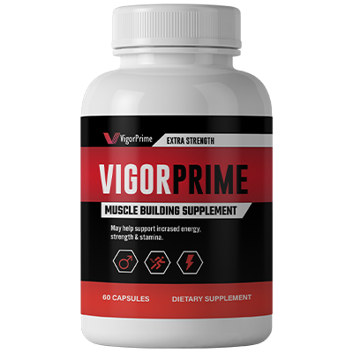 VigorPrime
EXTRA STRENGTH
VIGORPRIME
MUSCLE BUILDING SUPPLEMENT
May help support incrased energy,
strength & stamina.
60 CAPSULES
DIETARY SUPPLEMENT